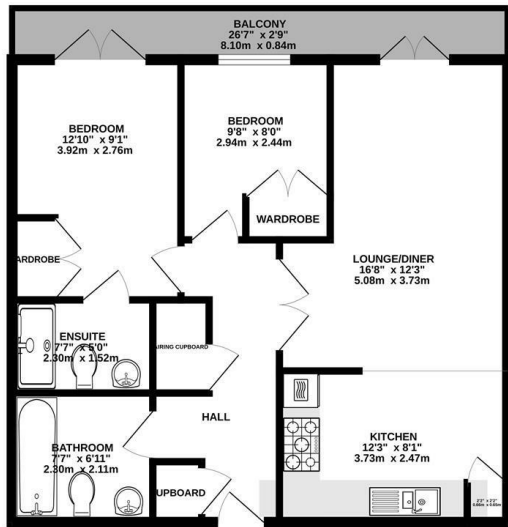 BALCONY
26'7" x 2'9"
8.10m x 0.84m
BEDROOM
12'10" x 9'1"
3.92m x 2.76m
BEDROOM
9'8" x 8'0"
2.94m x 2.44m
WARDROBE
ARDROBE
LOUNGE/DINER
16'8" x 12'3"
5.08m x 3.73m
ENSUITE
7'7" x 5'0"
2.30m x 1.52m
AIRING CUPBOARD
HALL
BATHROOM
7'7" x 6'11"
2.30m x 2.11m
UPBOARD
KITCHEN
12'3" x 8'1"
3.73m x 2.47m